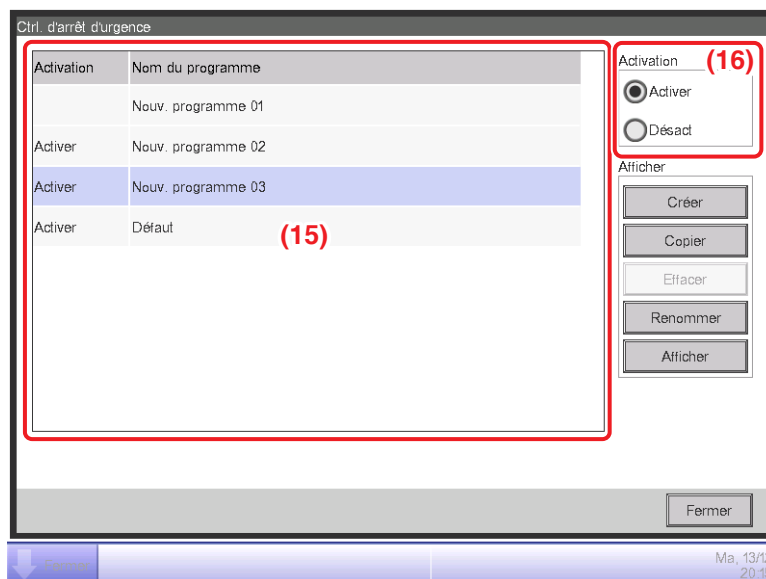 Ctrl. d'arrêt d'urgence
Activation Nom du programme
Nouv. programme 01
Activer Nouv. programme 02
Activer Nouv. programme 03
Activer Défaut
(15)
Activation (16)
Activer
Désact
Afficher
Créer
Copier
Effacer
Renommer
Afficher
Fermer
Fermer
Ma, 13/1
20:1